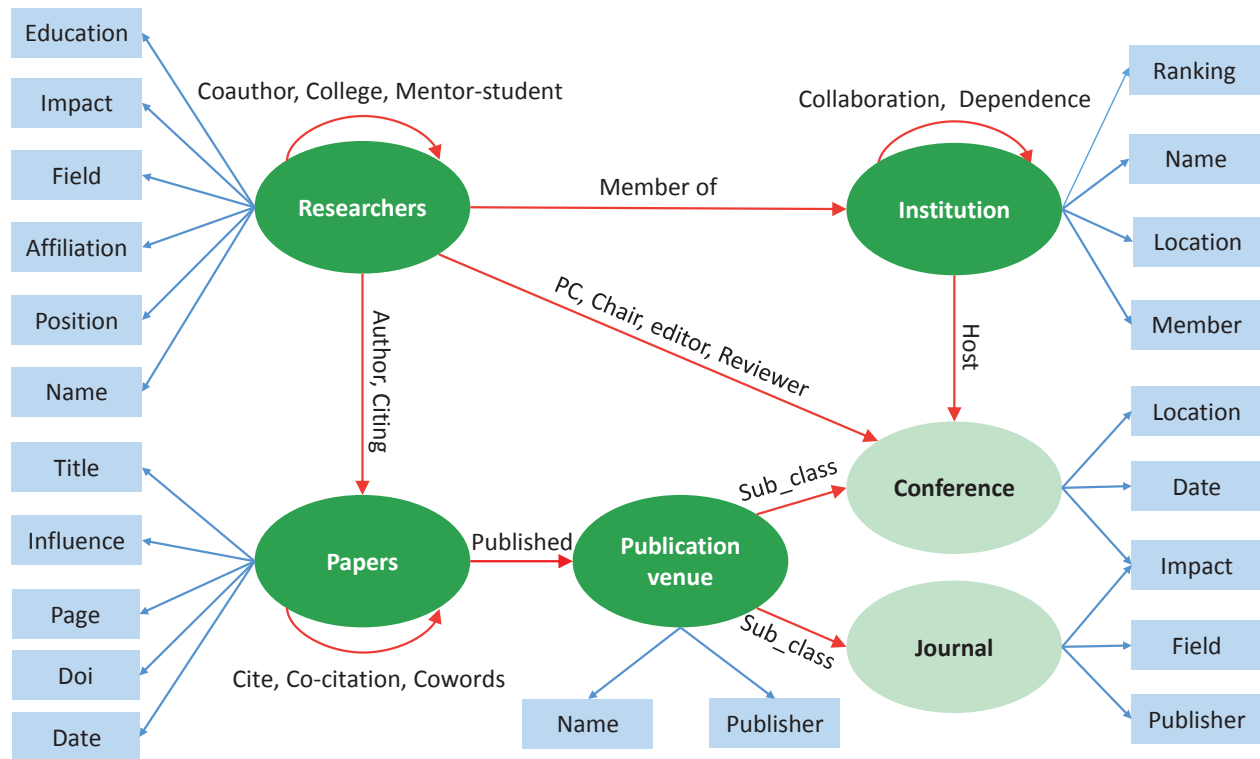 Education
Impact
Field
Affiliation
Position
Name
Title
Influence
Page
Doi
Date
Coauthor, College, Mentor-student
Researchers
Member of
Author, Citing
PC, Chair, editor, Reviewer
Papers
Cite, Co-citation, Cowords
Published
Publication
venue
Name
Publisher
Sub_class
Sub_class
Collaboration, Dependence
Institution
Host
Conference
Journal
Ranking
Name
Location
Member
Location
Date
Impact
Field
Publisher